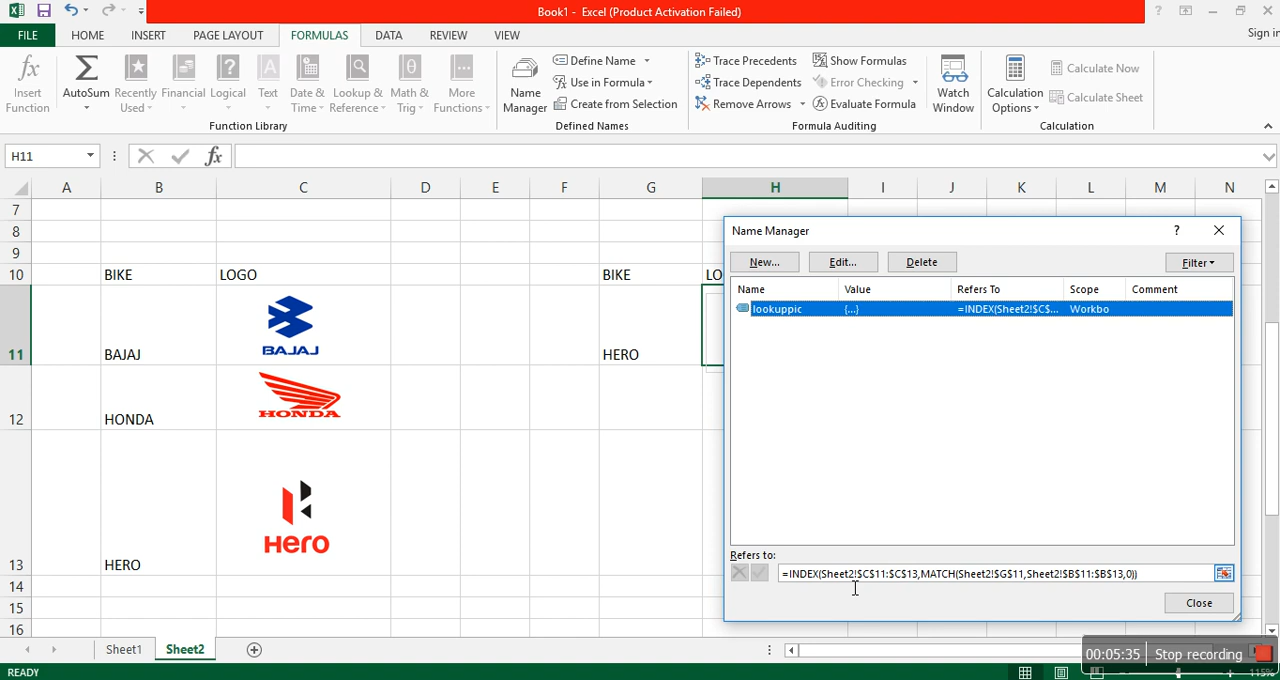 Book1 - Excel (Product Activation Failed)
FILE HOME INSERT PAGE LAYOUT FORMULAS DATA REVIEW VIEW Sign in
Insert Function
AutoSum
Recently Used
Financial
Logical
Text
Date & Time
Lookup & Reference
Math & Trig
More Functions
Function Library
Name Manager
Define Name
Use in Formula
Create from Selection
Defined Names
Trace Precedents
Trace Dependents
Remove Arrows
Show Formulas
Error Checking
Evaluate Formula
Formula Auditing
Watch Window
Calculation Options
Calculate Now
Calculate Sheet
Calculation
H11
fx
A B C D E F G H I J K L M N
7
8
9
10 BIKE LOGO BIKE LO
BAJAJ
11 BAJAJ HERO
HONDA
12 HONDA
Hero
13 HERO
14
15
16
Name Manager ? X
New... Edit... Delete Filter
Name Value Refers To Scope Comment
lookuppic {...} =INDEX(Sheet2!$C$... Workbo
Refers to:
=INDEX(Sheet2!$C$11:$C$13,MATCH(Sheet2!$G$11,Sheet2!$B$11:$B$13,0))
Close
Sheet1 Sheet2
00:05:35 Stop recording
READY 115%